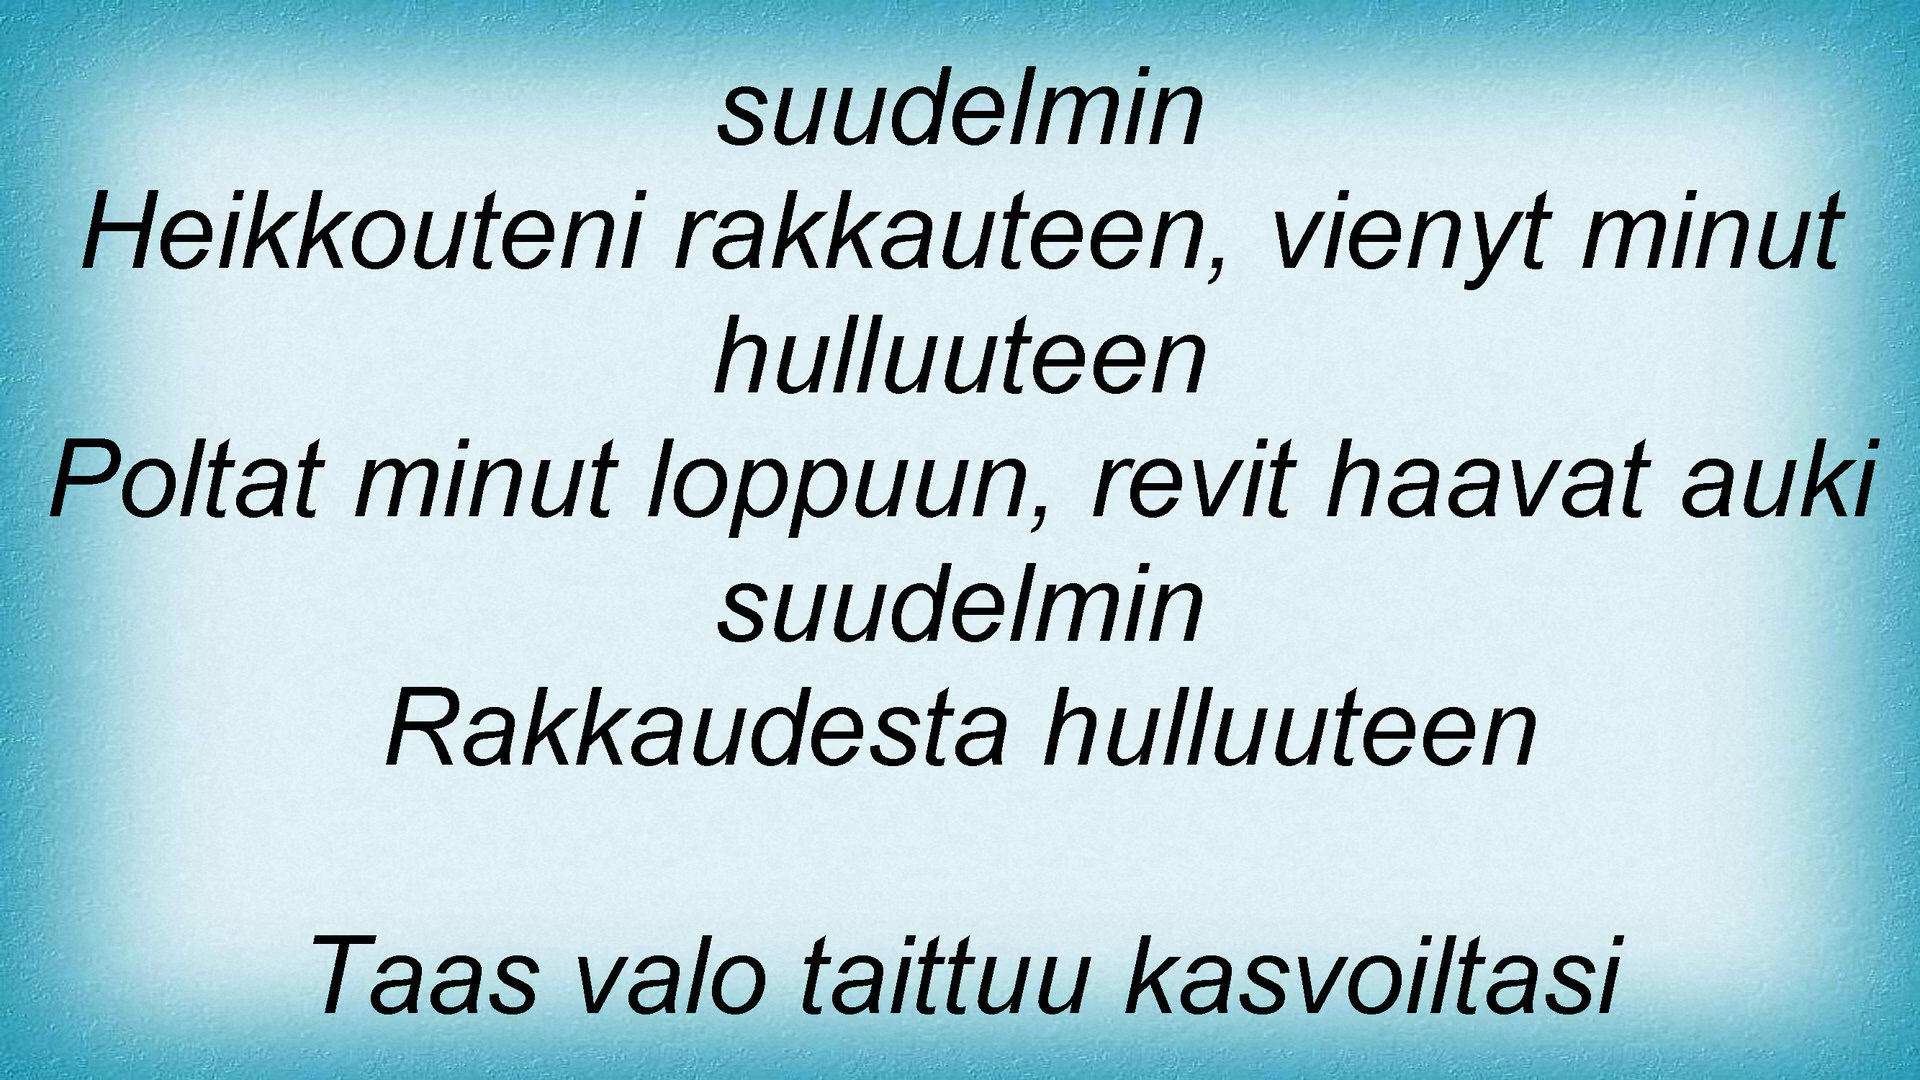 suudelmin
Heikkouteni rakkauteen, vienyt minut
hulluuteen
Poltat minut loppuun, revit haavat auki
suudelmin
Rakkaudesta hulluuteen
Taas valo taittuu kasvoiltasi